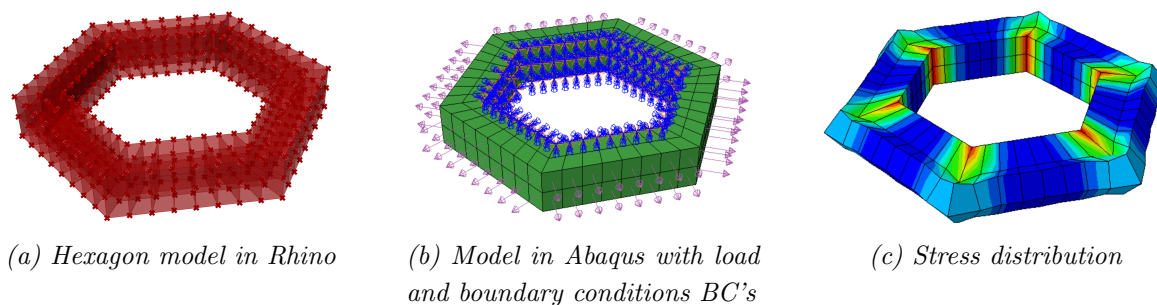 (a) Hexagon model in Rhino
(b) Model in Abaqus with load
and boundary conditions BC's
(c) Stress distribution